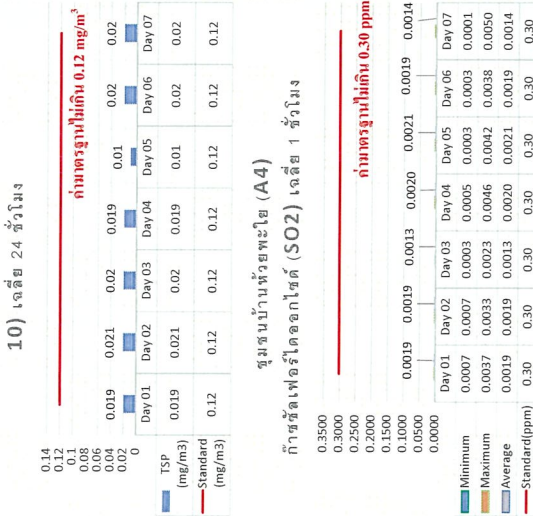 10) เฉลี่ย 24 ชั่วโมง
0.14
0.12
0.1
0.08
0.06
0.04
0.02
0
ค่ามาตรฐานไม่เกิน 0.12 mg/m³
0.019 0.021 0.02 0.019 0.01 0.02 0.02
Day 01 Day 02 Day 03 Day 04 Day 05 Day 06 Day 07
TSP (mg/m3) 0.019 0.021 0.02 0.019 0.01 0.02 0.02
Standard (mg/m3) 0.12 0.12 0.12 0.12 0.12 0.12 0.12
ชุมชนบ้านห้วยพะใย (A4)
ก๊าซซัลเฟอร์ไดออกไซด์ (SO2) เฉลี่ย 1 ชั่วโมง
0.3500
0.3000
0.2500
0.2000
0.1500
0.1000
0.0500
0.0000
ค่ามาตรฐานไม่เกิน 0.30 ppm
0.0019 0.0019 0.0013 0.0020 0.0021 0.0019 0.0014
Day 01 Day 02 Day 03 Day 04 Day 05 Day 06 Day 07
Minimum 0.0007 0.0007 0.0003 0.0005 0.0003 0.0003 0.0001
Maximum 0.0037 0.0033 0.0023 0.0046 0.0042 0.0038 0.0050
Average 0.0019 0.0019 0.0013 0.0020 0.0021 0.0019 0.0014
Standard(ppm) 0.30 0.30 0.30 0.30 0.30 0.30 0.30